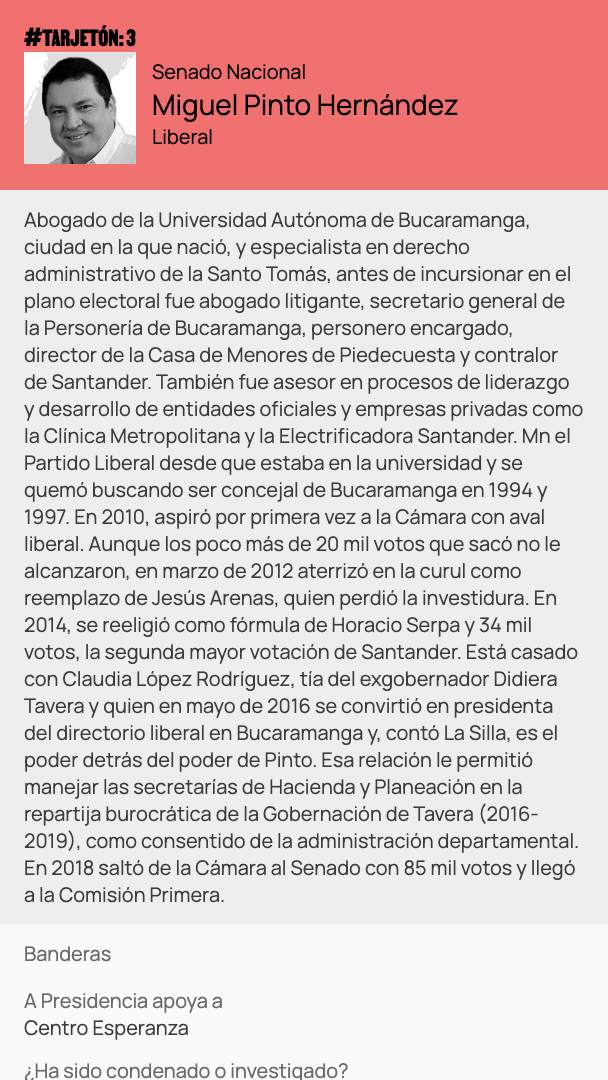 #TARJETÓN: 3
Senado Nacional
Miguel Pinto Hernández
Liberal
Abogado de la Universidad Autónoma de Bucaramanga,
ciudad en la que nació, y especialista en derecho
administrativo de la Santo Tomás, antes de incursionar en el
plano electoral fue abogado litigante, secretario general de
la Personería de Bucaramanga, personero encargado,
director de la Casa de Menores de Piedecuesta y contralor
de Santander. También fue asesor en procesos de liderazgo
y desarrollo de entidades oficiales y empresas privadas como
la Clínica Metropolitana y la Electrificadora Santander. Mn el
Partido Liberal desde que estaba en la universidad y se
quemó buscando ser concejal de Bucaramanga en 1994 y
1997. En 2010, aspiró por primera vez a la Cámara con aval
liberal. Aunque los poco más de 20 mil votos que sacó no le
alcanzaron, en marzo de 2012 aterrizó en la curul como
reemplazo de Jesús Arenas, quien perdió la investidura. En
2014, se reeligió como fórmula de Horacio Serpa y 34 mil
votos, la segunda mayor votación de Santander. Está casado
con Claudia López Rodríguez, tía del exgobernador Didiera
Tavera y quien en mayo de 2016 se convirtió en presidenta
del directorio liberal en Bucaramanga y, contó La Silla, es el
poder detrás del poder de Pinto. Esa relación le permitió
manejar las secretarías de Hacienda y Planeación en la
repartija burocrática de la Gobernación de Tavera (2016-
2019), como consentido de la administración departamental.
En 2018 saltó de la Cámara al Senado con 85 mil votos y llegó
a la Comisión Primera.
Banderas
A Presidencia apoya a
Centro Esperanza
¿Ha sido condenado o investigado?